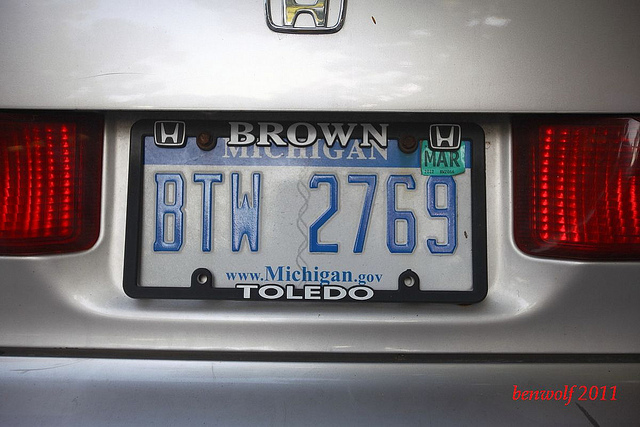 BROWN
MICHIGAN
MAR
BTW 2769
www.Michigan.gov
TOLEDO
benwolf 2011